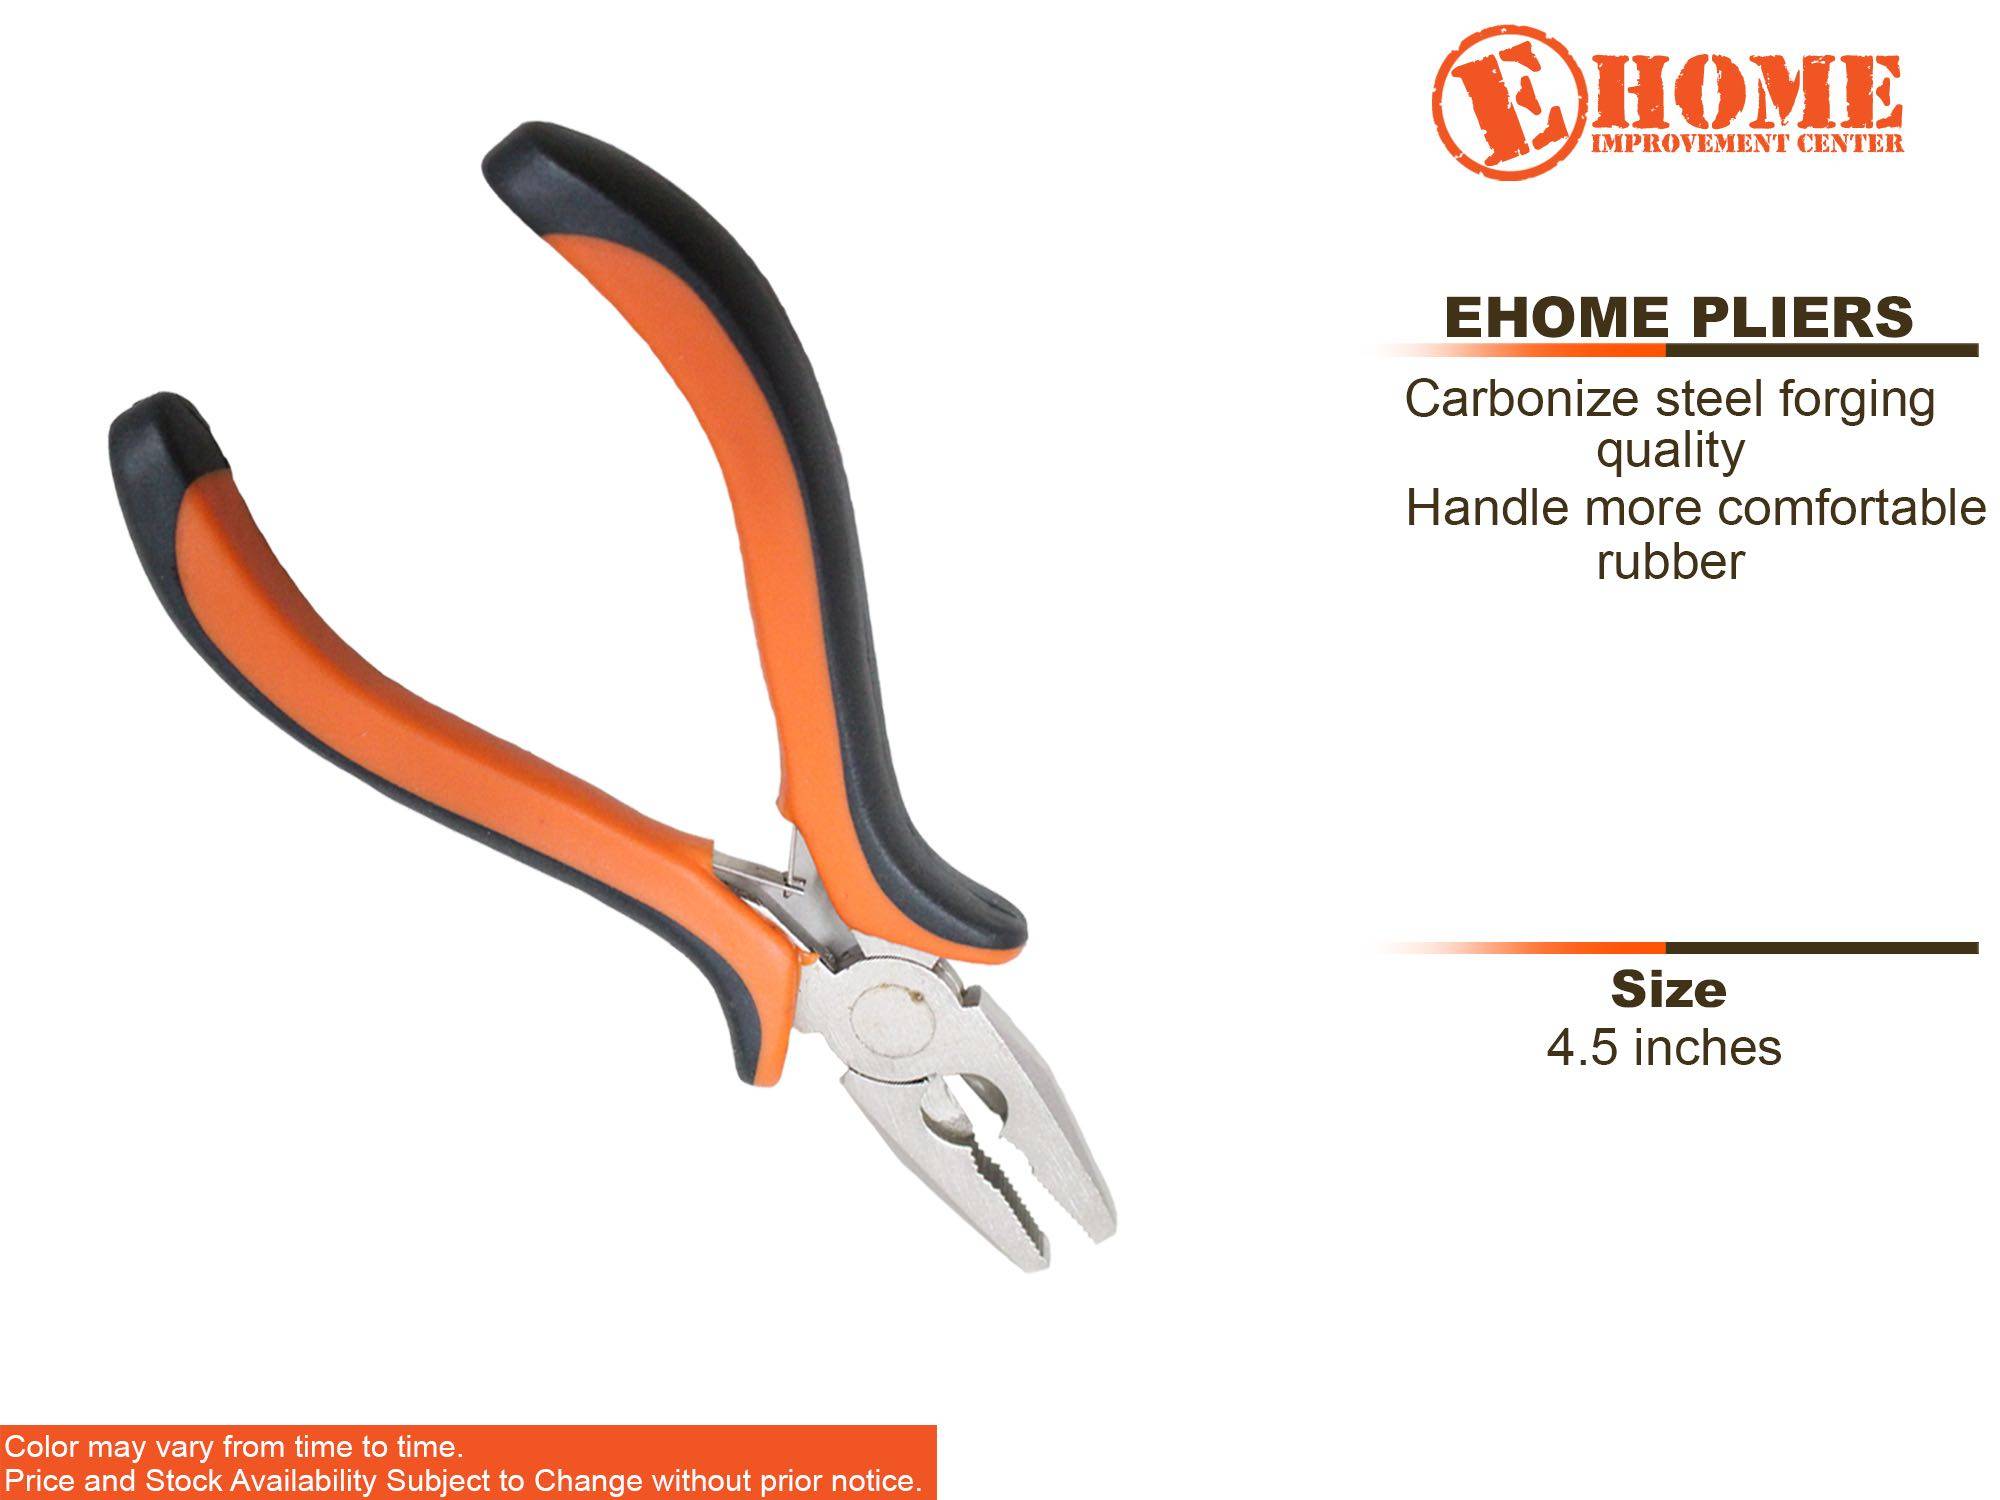 EHOME
IMPROVEMENT CENTER
EHOME PLIERS
Carbonize steel forging
quality
Handle more comfortable
rubber
Size
4.5 inches
Color may vary from time to time.
Price and Stock Availability Subject to Change without prior notice.